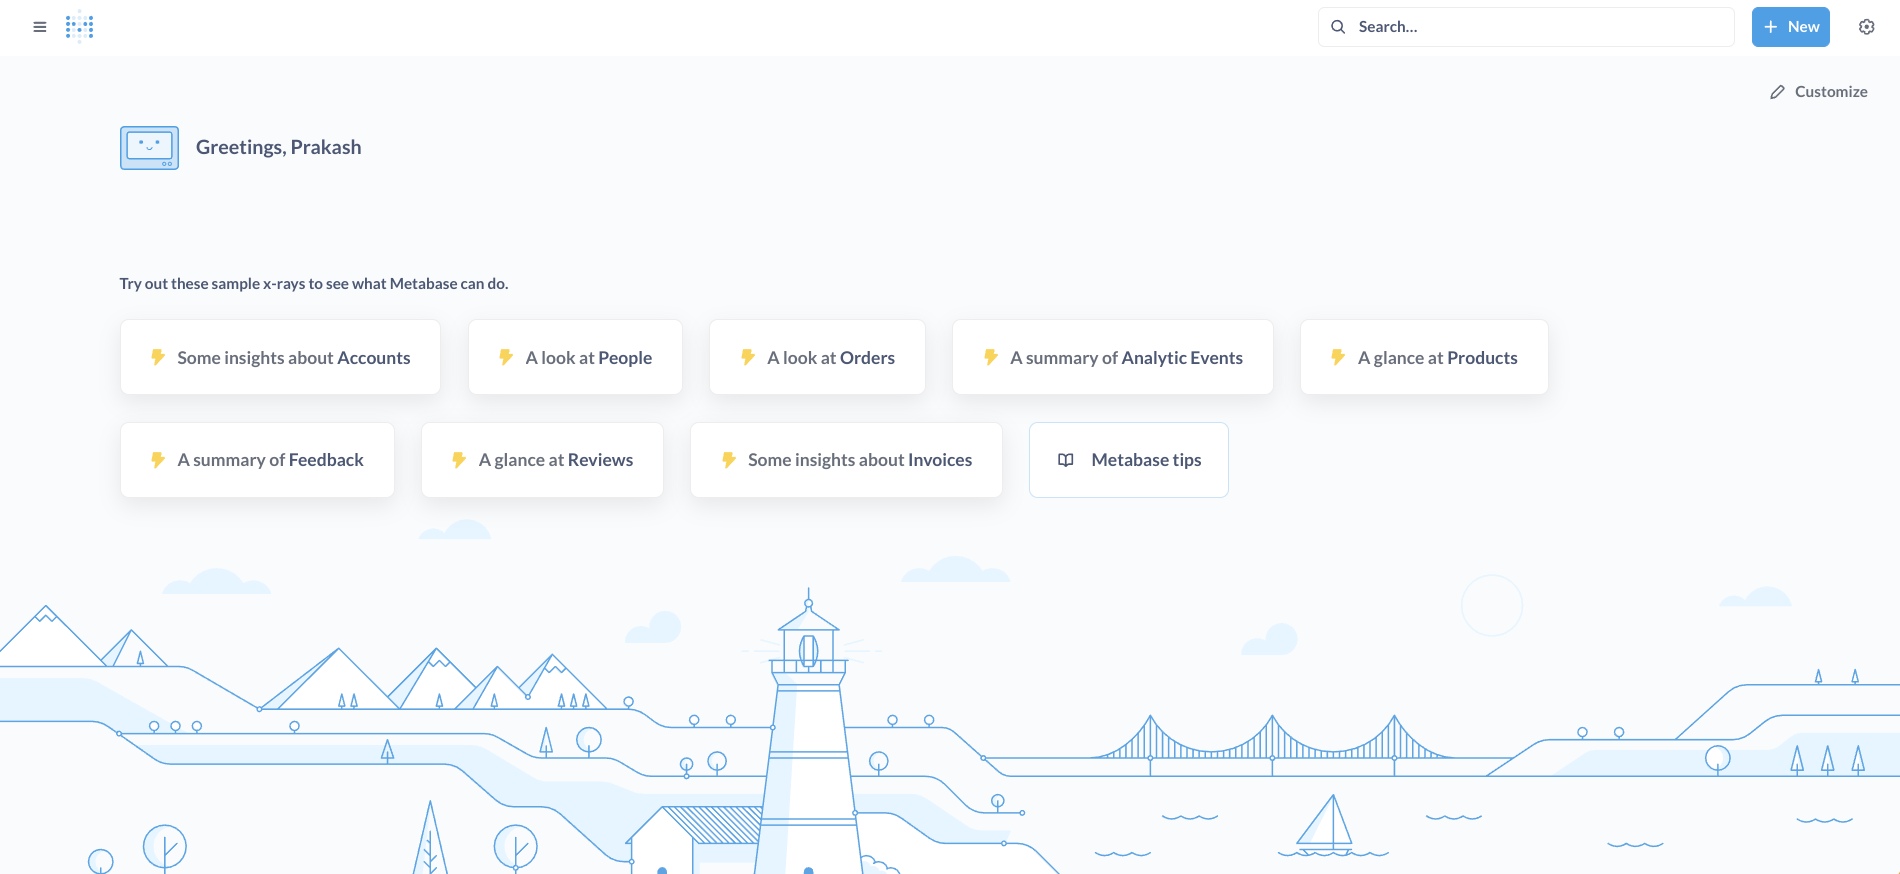 Search...
New
Customize
Greetings, Prakash
Try out these sample x-rays to see what Metabase can do.
Some insights about Accounts
A look at People
A look at Orders
A summary of Analytic Events
A glance at Products
A summary of Feedback
A glance at Reviews
Some insights about Invoices
Metabase tips